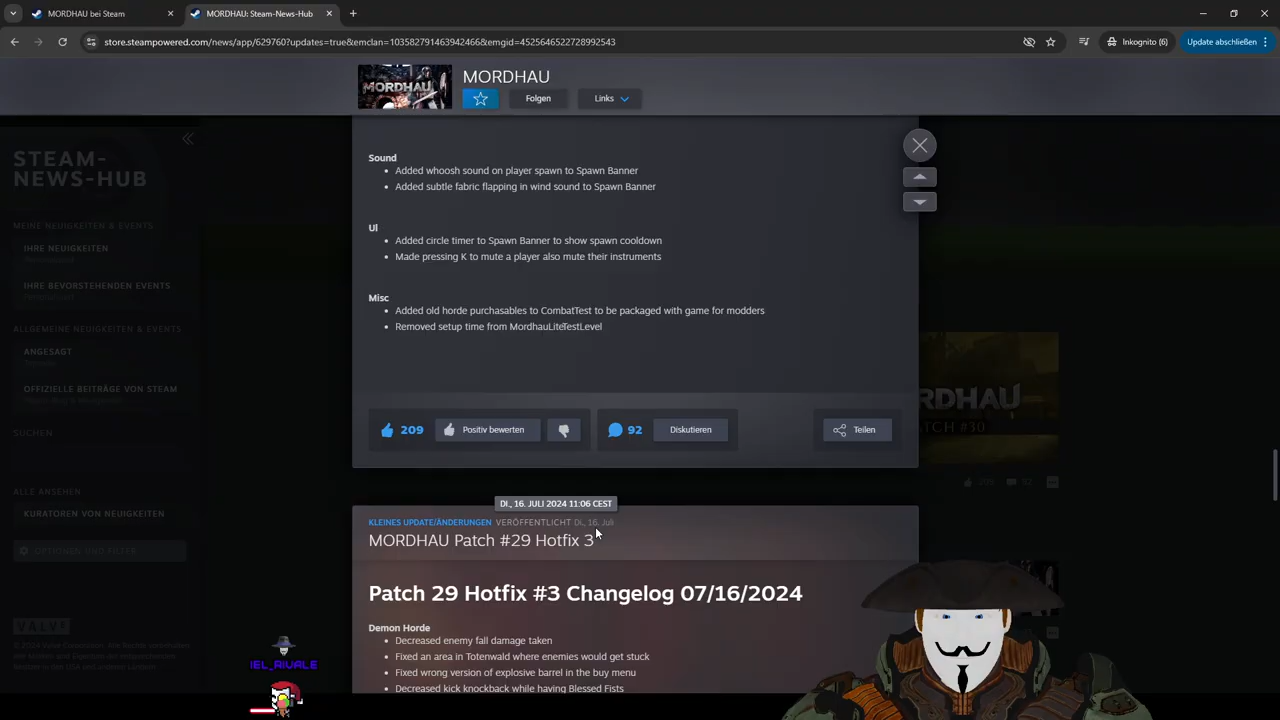 MORDHAU bei Steam
MORDHAU: Steam-News-Hub
store.steampowered.com/news/app/629760?updates=true&emclan=103582791463942466&emgid=4525646522728992543
Inkognito (6)
Update abschließen
MORDHAU
MORDHAU
Folgen
Links
STEAM-
NEWS-HUB
MEINE NEUIGKEITEN & EVENTS
IHRE NEUIGKEITEN
IHRE BEVORSTEHENDEN EVENTS
ALLGEMEINE NEUIGKEITEN & EVENTS
ANGESAGT
OFFIZIELLE BEITRÄGE VON STEAM
SUCHEN
ALLE ANSEHEN
KURATOREN VON NEUIGKEITEN
OPTIONEN UND FILTER
VALVE
Sound
Added whoosh sound on player spawn to Spawn Banner
Added subtle fabric flapping in wind sound to Spawn Banner
UI
Added circle timer to Spawn Banner to show spawn cooldown
Made pressing K to mute a player also mute their instruments
Misc
Added old horde purchasables to CombatTest to be packaged with game for modders
Removed setup time from MordhauLiteTestLevel
209
Positiv bewerten
92
Diskutieren
Teilen
DI., 16. JULI 2024 11:06 CEST
KLEINES UPDATE/ÄNDERUNGEN VERÖFFENTLICHT Di., 16. Juli
MORDHAU Patch #29 Hotfix 3
Patch 29 Hotfix #3 Changelog 07/16/2024
Demon Horde
Decreased enemy fall damage taken
Fixed an area in Totenwald where enemies would get stuck
Fixed wrong version of explosive barrel in the buy menu
Decreased kick knockback while having Blessed Fists
IEL_RIVALE